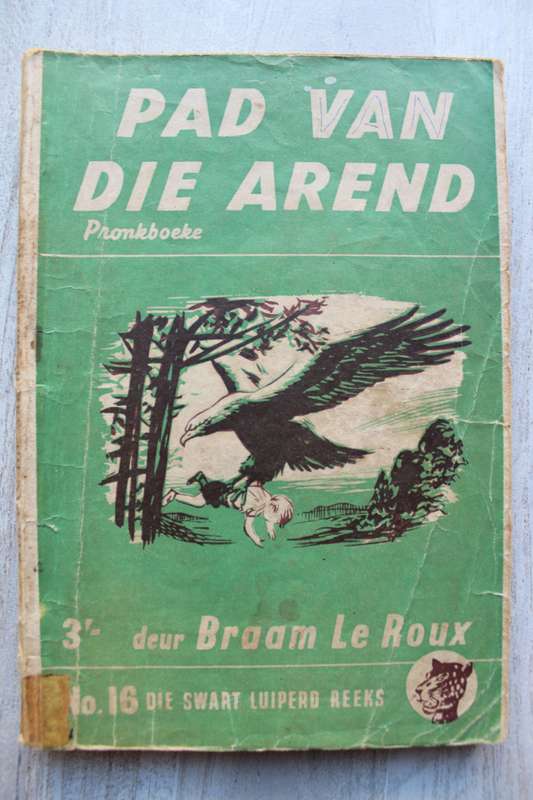 PAD VAN
DIE AREND
Pronkboeke
3'- deur Braam Le Roux
No. 16 DIE SWART LUIPERD REEKS